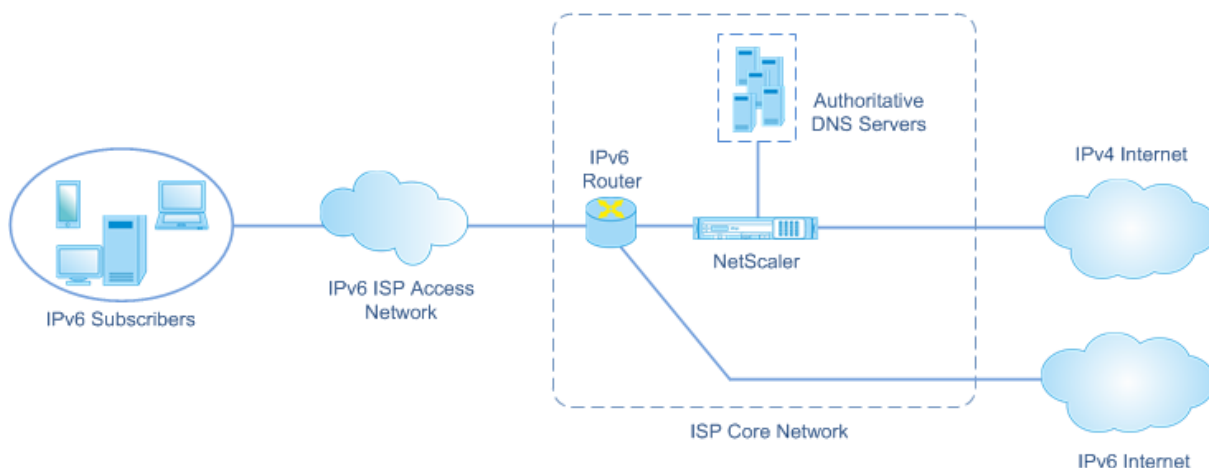 Authoritative
DNS Servers
IPv6
Router
IPv4 Internet
NetScaler
IPv6 ISP Access
Network
IPv6 Subscribers
ISP Core Network
IPv6 Internet